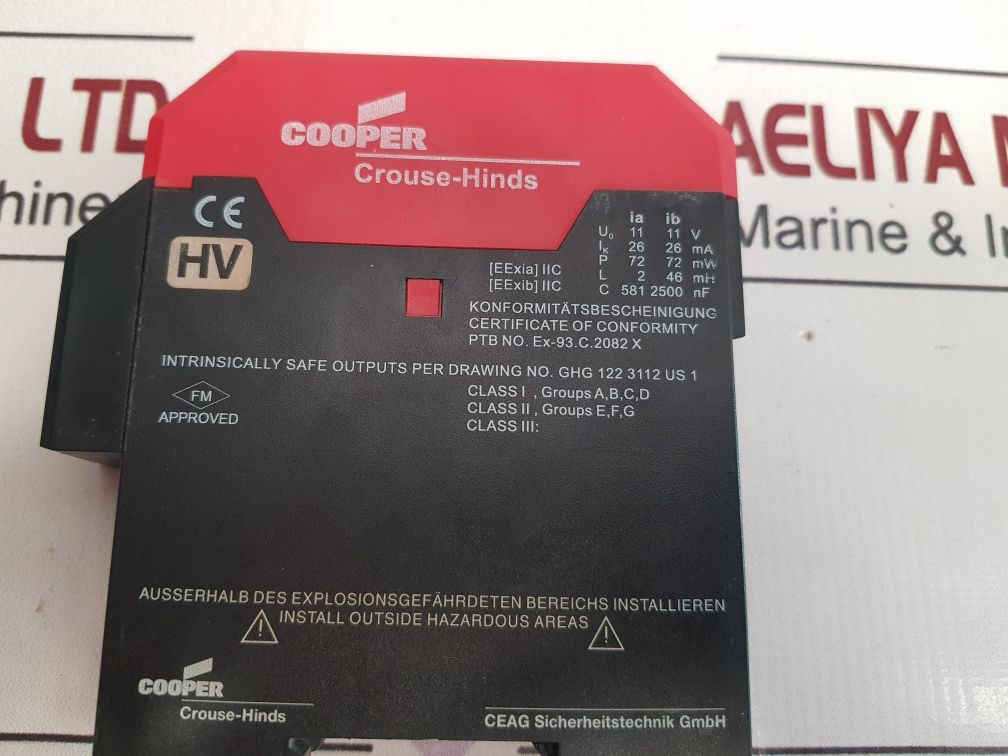 LTD
AELIYA M
hine
Marine & In
COOPER
Crouse-Hinds
CE
HV
ia ib
U₀ 11 11 V
Iₖ 26 26 mA
P 72 72 mW
L 2 46 mH
C 581 2500 nF
[EExia] IIC
[EExib] IIC
KONFORMITÄTSBESCHEINIGUNG
CERTIFICATE OF CONFORMITY
PTB NO. Ex-93.C.2082 X
INTRINSICALLY SAFE OUTPUTS PER DRAWING NO. GHG 122 3112 US 1
FM
APPROVED
CLASS I , Groups A,B,C,D
CLASS II , Groups E,F,G
CLASS III:
AUSSERHALB DES EXPLOSIONSGEFÄHRDETEN BEREICHS INSTALLIEREN
INSTALL OUTSIDE HAZARDOUS AREAS
COOPER
Crouse-Hinds
CEAG Sicherheitstechnik GmbH